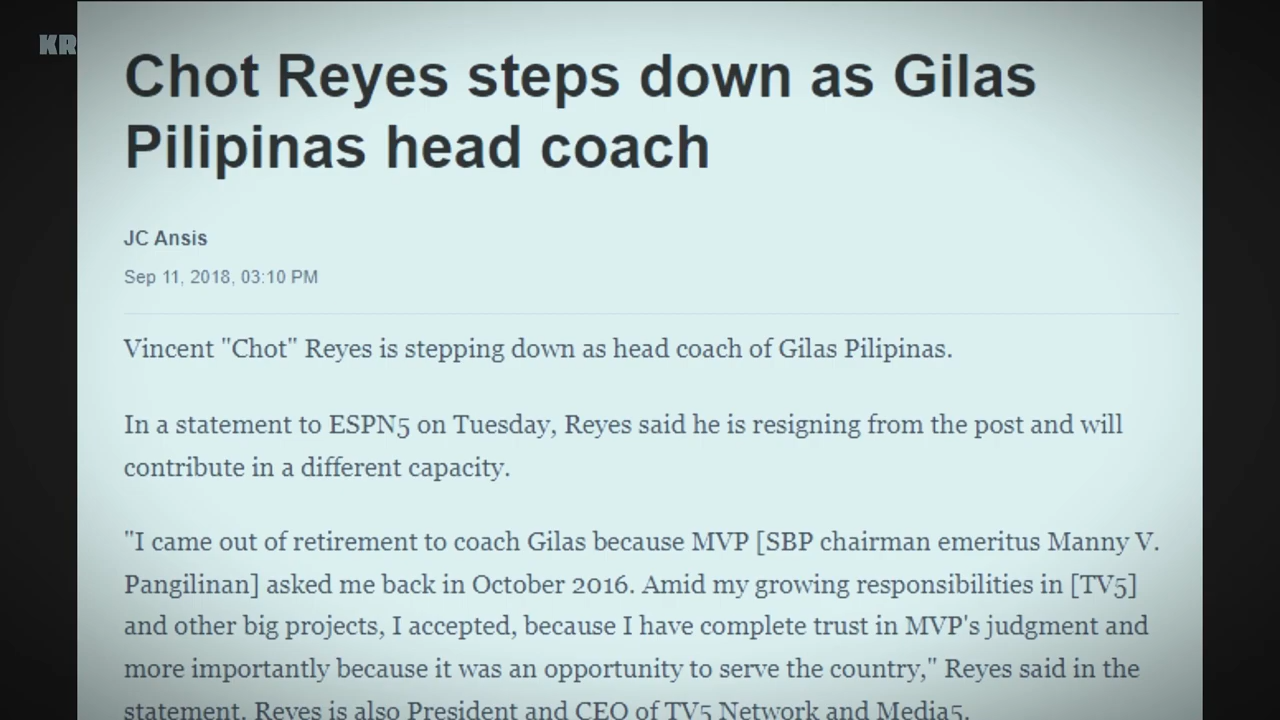 KR
Chot Reyes steps down as Gilas
Pilipinas head coach
JC Ansis
Sep 11, 2018, 03:10 PM
Vincent "Chot" Reyes is stepping down as head coach of Gilas Pilipinas.
In a statement to ESPN5 on Tuesday, Reyes said he is resigning from the post and will
contribute in a different capacity.
"I came out of retirement to coach Gilas because MVP [SBP chairman emeritus Manny V.
Pangilinan] asked me back in October 2016. Amid my growing responsibilities in [TV5]
and other big projects, I accepted, because I have complete trust in MVP's judgment and
more importantly because it was an opportunity to serve the country," Reyes said in the
statement. Reyes is also President and CEO of TV5 Network and Media5.